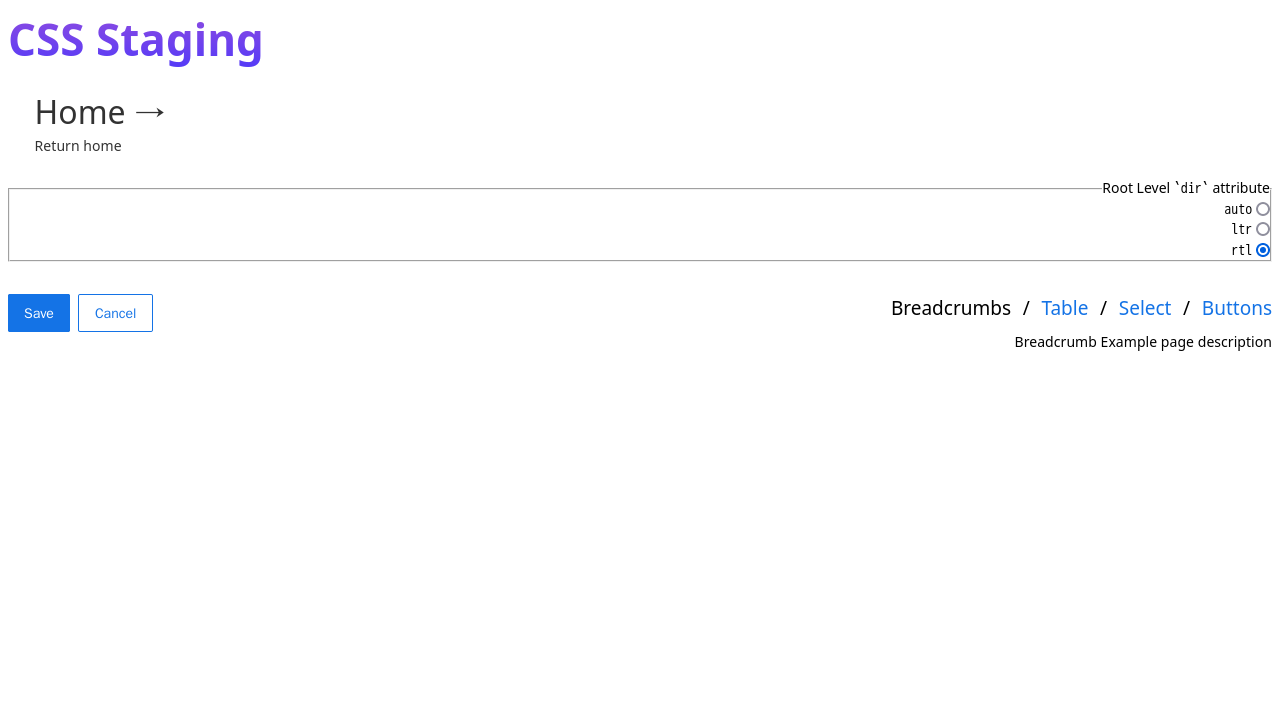 CSS Staging
Home →
Return home
Root Level `dir` attribute
auto
ltr
rtl
Save
Cancel
Breadcrumbs / Table / Select / Buttons
Breadcrumb Example page description